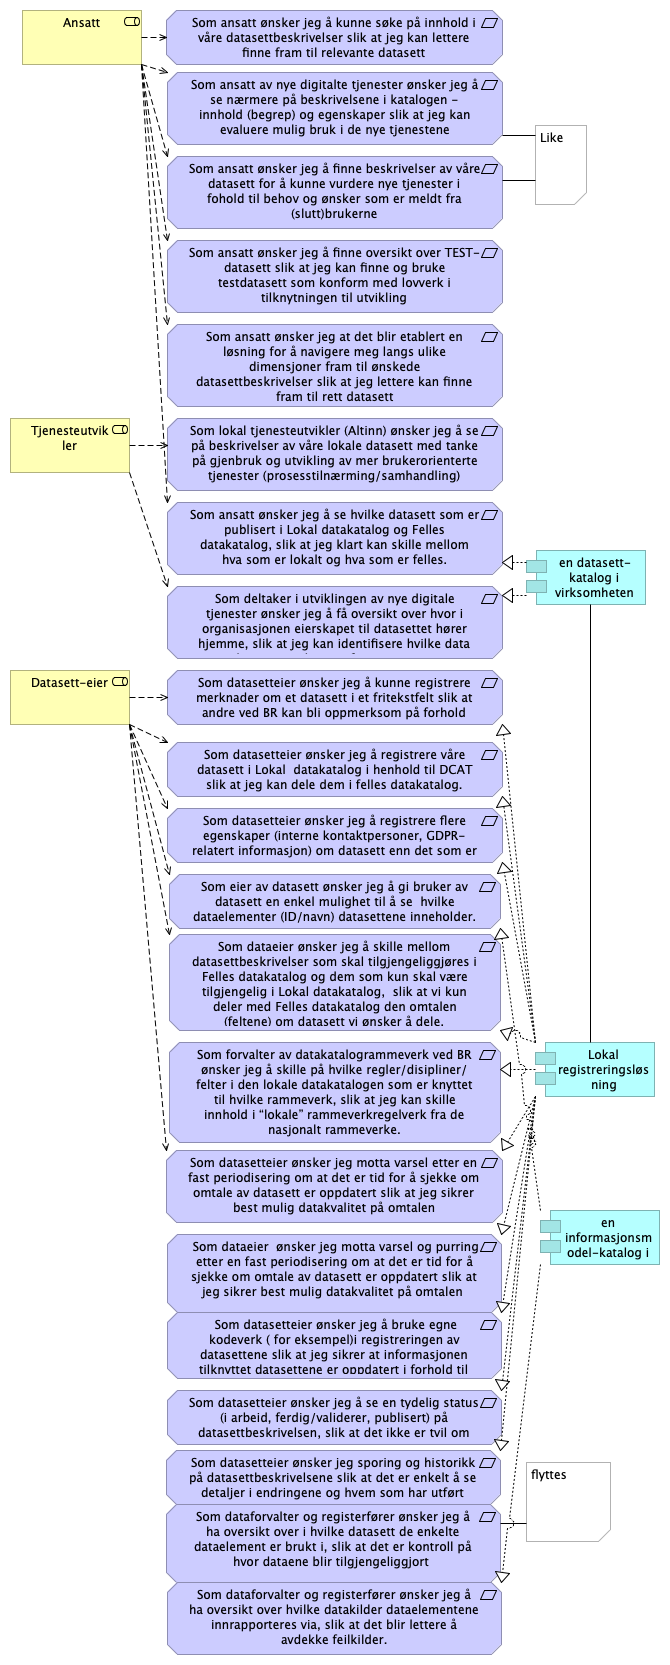 Ansatt
Som ansatt ønsker jeg å kunne søke på innhold i
våre datasettbeskrivelser slik at jeg kan lettere
finne fram til relevante datasett
Som ansatt av nye digitalte tjenester ønsker jeg å
se nærmere på beskrivelsene i katalogen -
innhold (begrep) og egenskaper slik at jeg kan
evaluere mulig bruk i de nye tjenestene
Like
Som ansatt ønsker jeg å finne beskrivelser av våre
datasett for å kunne vurdere nye tjenester i
fohold til behov og ønsker som er meldt fra
(slutt)brukerne
Som ansatt ønsker jeg å finne oversikt over TEST-
datasett slik at jeg kan finne og bruke
testdatasett som konform med lovverk i
tilknytningen til utvikling
Som ansatt ønsker jeg at det blir etablert en
løsning for å navigere meg langs ulike
dimensjoner fram til ønskede
datasettbeskrivelser slik at jeg lettere kan finne
fram til rett datasett
Tjenesteutvik
ler
Som lokal tjenesteutvikler (Altinn) ønsker jeg å se
på beskrivelser av våre lokale datasett med tanke
på gjenbruk og utvikling av mer brukerorienterte
tjenester (prosesstilnærming/samhandling)
Som ansatt ønsker jeg å se hvilke datasett som er
publisert i Lokal datakatalog og Felles
datakatalog, slik at jeg klart kan skille mellom
hva som er lokalt og hva som er felles.
en datasett-
katalog i
virksomheten
Som deltaker i utviklingen av nye digitale
tjenester ønsker jeg å få oversikt over hvor i
organisasjonen eierskapet til datasettet hører
hjemme, slik at jeg kan identifisere hvilke data
Datasett-eier
Som datasetteier ønsker jeg å kunne registrere
merknader om et datasett i et fritekstfelt slik at
andre ved BR kan bli oppmerksom på forhold
Som datasetteier ønsker jeg å registrere våre
datasett i Lokal  datakatalog i henhold til DCAT
slik at jeg kan dele dem i felles datakatalog.
Som datasetteier ønsker jeg å registrere flere
egenskaper (interne kontaktpersoner, GDPR-
relatert informasjon) om datasett enn det som er
Som eier av datasett ønsker jeg å gi bruker av
datasett en enkel mulighet til å se  hvilke
dataelementer (ID/navn) datasettene inneholder.
Som dataeier ønsker jeg å skille mellom
datasettbeskrivelser som skal tilgjengeliggjøres i
Felles datakatalog og dem som kun skal være
tilgjengelig i Lokal datakatalog,  slik at vi kun
deler med Felles datakatalog den omtalen
(feltene) om datasett vi ønsker å dele.
Lokal
registreringsløs
ning
Som forvalter av datakatalogrammeverk ved BR
ønsker jeg å skille på hvilke regler/disipliner/
felter i den lokale datakatalogen som er knyttet
til hvilke rammeverk, slik at jeg kan skille
innhold i “lokale” rammeverkregelverk fra de
nasjonalt rammeverke.
Som datasetteier ønsker jeg motta varsel etter en
fast periodisering om at det er tid for å sjekke om
omtale av datasett er oppdatert slik at jeg sikrer
best mulig datakvalitet på omtalen
en
informasjonsm
odel-katalog i
Som dataeier  ønsker jeg motta varsel og purring
etter en fast periodisering om at det er tid for å
sjekke om omtale av datasett er oppdatert slik at
jeg sikrer best mulig datakvalitet på omtalen
Som datasetteier ønsker jeg å bruke egne
kodeverk ( for eksempel)i registreringen av
datasettene slik at jeg sikrer at informasjonen
tilknyttet datasettene er oppdatert i forhold til
Som datasetteier ønsker jeg å se en tydelig status
(i arbeid, ferdig/validerer, publisert) på
datasettbeskrivelsen, slik at det ikke er tvil om
Som datasetteier ønsker jeg sporing og historikk
på datasettbeskrivelsene slik at det er enkelt å se
detaljer i endringene og hvem som har utført
flyttes
Som dataforvalter og registerfører ønsker jeg å
ha oversikt over i hvilke datasett de enkelte
dataelement er brukt i, slik at det er kontroll på
hvor dataene blir tilgjengeliggjort
Som dataforvalter og registerfører ønsker jeg å
ha oversikt over hvilke datakilder dataelementene
innrapporteres via, slik at det blir lettere å
avdekke feilkilder.